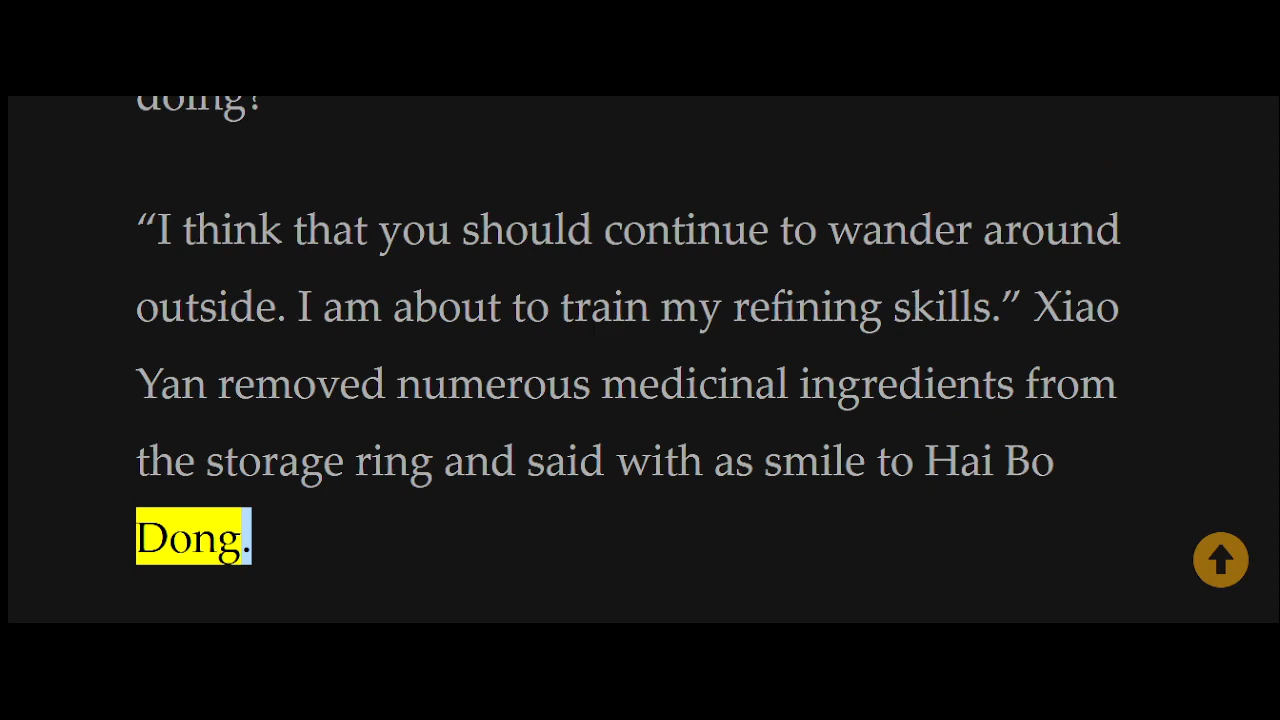 doing?
“I think that you should continue to wander around
outside. I am about to train my refining skills.” Xiao
Yan removed numerous medicinal ingredients from
the storage ring and said with as smile to Hai Bo
Dong.